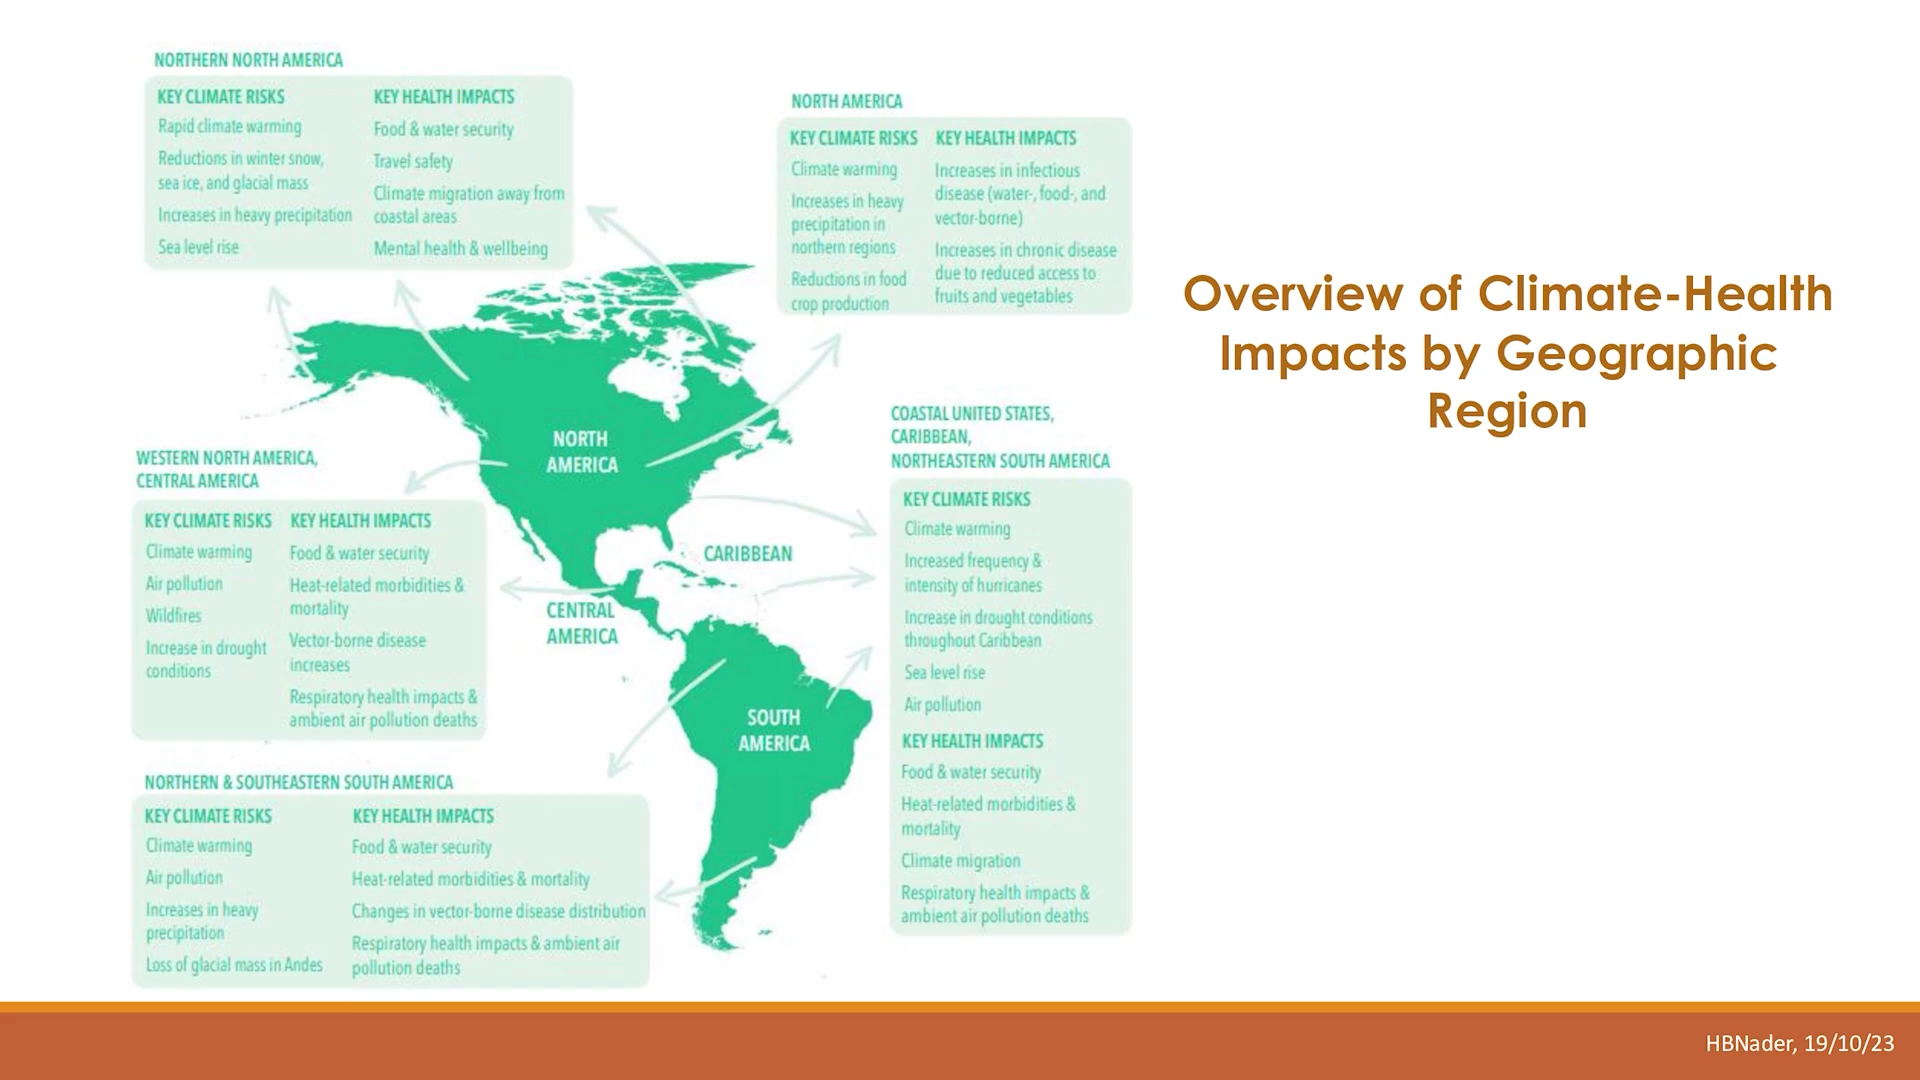 NORTHERN NORTH AMERICA
KEY CLIMATE RISKS
Rapid climate warming
Reductions in winter snow,
sea ice, and glacial mass
Increases in heavy precipitation
Sea level rise
KEY HEALTH IMPACTS
Food & water security
Travel safety
Climate migration away from
coastal areas
Mental health & wellbeing
NORTH AMERICA
KEY CLIMATE RISKS
Climate warming
Increases in heavy
precipitation in
northern regions
Reductions in food
crop production
KEY HEALTH IMPACTS
Increases in infectious
disease (water-, food-, and
vector-borne)
Increases in chronic disease
due to reduced access to
fruits and vegetables
Overview of Climate-Health
Impacts by Geographic
Region
NORTH
AMERICA
CARIBBEAN
CENTRAL
AMERICA
SOUTH
AMERICA
WESTERN NORTH AMERICA,
CENTRAL AMERICA
KEY CLIMATE RISKS
Climate warming
Air pollution
Wildfires
Increase in drought
conditions
KEY HEALTH IMPACTS
Food & water security
Heat-related morbidities &
mortality
Vector-borne disease
increases
Respiratory health impacts &
ambient air pollution deaths
COASTAL UNITED STATES,
CARIBBEAN,
NORTHEASTERN SOUTH AMERICA
KEY CLIMATE RISKS
Climate warming
Increased frequency &
intensity of hurricanes
Increase in drought conditions
throughout Caribbean
Sea level rise
Air pollution
KEY HEALTH IMPACTS
Food & water security
Heat-related morbidities &
mortality
Climate migration
Respiratory health impacts &
ambient air pollution deaths
NORTHERN & SOUTHEASTERN SOUTH AMERICA
KEY CLIMATE RISKS
Climate warming
Air pollution
Increases in heavy
precipitation
Loss of glacial mass in Andes
KEY HEALTH IMPACTS
Food & water security
Heat-related morbidities & mortality
Changes in vector-borne disease distribution
Respiratory health impacts & ambient air
pollution deaths
HBNader, 19/10/23